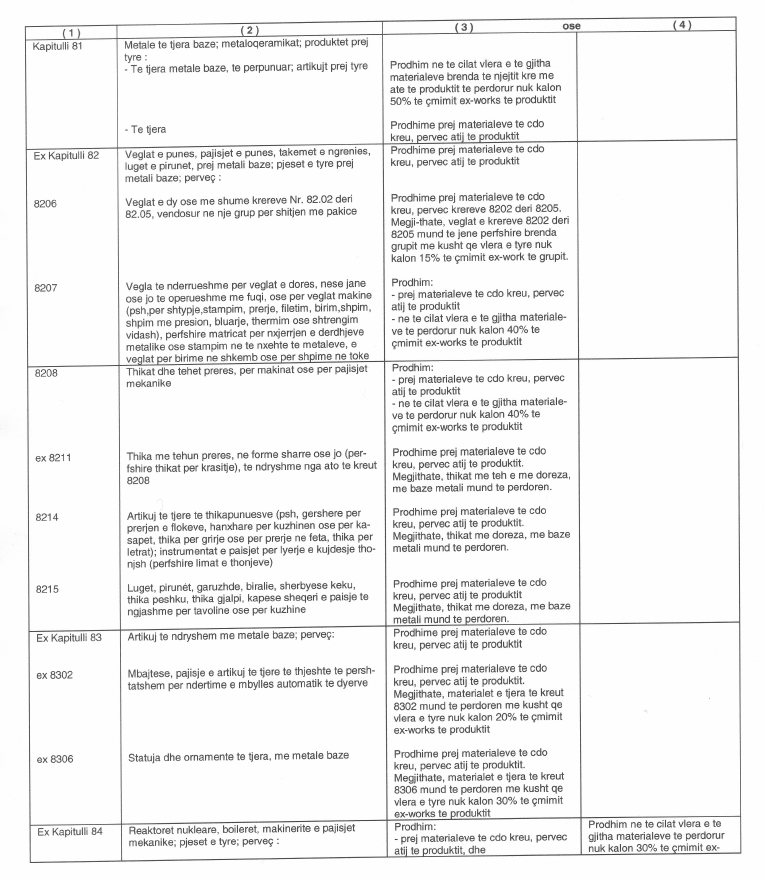 (1) (2) (3) ose (4)
Kapitulli 81
Metale te tjera baze; metaloqeramikat; produktet prej
tyre :
- Te tjera metale baze, te perpunuar; artikujt prej tyre
Prodhim ne te cilat vlera e te gjitha
materialeve brenda te njejtit kre me
ate te produktit te perdorur nuk kalon
50% te çmimit ex-works te produktit
- Te tjera
Prodhime prej materialeve te cdo
kreu, pervec atij te produktit
Ex Kapitulli 82
Veglat e punes, pajisjet e punes, takemet e ngrenies,
luget e pirunet, prej metali baze; pjeset e tyre prej
metali baze; perveç :
Prodhime prej materialeve te cdo
kreu, pervec atij te produktit
8206
Veglat e dy ose me shume krereve Nr. 82.02 deri
82.05, vendosur ne nje grup per shitjen me pakice
Prodhime prej materialeve te cdo
kreu, pervec krereve 8202 deri 8205.
Megji-thate, veglat e krereve 8202 deri
8205 mund te jene perfshire brenda
grupit me kusht qe vlera e tyre nuk
kalon 15% te çmimit ex-work te grupit.
8207
Vegla te nderrueshme per veglat e dores, nese jane
ose jo te operueshme me fuqi, ose per veglat makine
(psh,per shtypje,stampim, prerje, filetim, birim,shpim,
shpim me presion, bluarje, thermim ose shtrengim
vidash), perfshire matricat per nxjerrjen e derdhjeve
metalike ose stampim ne te nxehte te metaleve, e
veglat per birime ne shkemb ose per shpime ne toke
Prodhim:
- prej materialeve te cdo kreu, pervec
atij te produktit
- ne te cilat vlera e te gjitha materiale-
ve te perdorur nuk kalon 40% te
çmimit ex-works te produktit
8208
Thikat dhe tehet preres, per makinat ose per pajisjet
mekanike
Prodhim:
- prej materialeve te cdo kreu, pervec
atij te produktit
- ne te cilat vlera e te gjitha materiale-
ve te perdorur nuk kalon 40% te
çmimit ex-works te produktit
ex 8211
Thika me tehun preres, ne forme sharre ose jo (per-
fshire thikat per krasitje), te ndryshme nga ato te kreut
8208
Prodhime prej materialeve te cdo
kreu, pervec atij te produktit.
Megjithate, thikat me teh e me doreza,
me baze metali mund te perdoren.
8214
Artikuj te tjere te thikapunuesve (psh, gershere per
prerjen e flokeve, hanxhare per kuzhinen ose per ka-
sapet, thika per grirje ose per prerje ne feta, thika per
letrat); instrumentat e paisjet per lyerje e kujdesje tho-
njsh (perfshire limat e thonjeve)
Prodhime prej materialeve te cdo
kreu, pervec atij te produktit.
Megjithate, thikat me doreza, me baze
metali mund te perdoren.
8215
Luget, pirunét, garuzhde, biralie, sherbyese keku,
thika peshku, thika gjalpi, kapese sheqeri e paisje te
ngjashme per tavoline ose per kuzhine
Prodhime prej materialeve te cdo
kreu, pervec atij te produktit
Megjithate, thikat me doreza, me baze
metali mund te perdoren.
Ex Kapitulli 83
Artikuj te ndryshem me metale baze; perveç:
Prodhime prej materialeve te cdo
kreu, pervec atij te produktit
ex 8302
Mbajtese, pajisje e artikuj te tjere te thjeshte te persh-
tatshem per ndertime e mbylles automatik te dyerve
Prodhime prej materialeve te cdo
kreu, pervec atij te produktit.
Megjithate, materialet e tjera te kreut
8302 mund te perdoren me kusht qe
vlera e tyre nuk kalon 20% te çmimit
ex-works te produktit
ex 8306
Statuja dhe ornamente te tjera, me metale baze
Prodhime prej materialeve te cdo
kreu, pervec atij te produktit.
Megjithate, materialet e tjera te kreut
8306 mund te perdoren me kusht qe
vlera e tyre nuk kalon 30% te çmimit
ex-works te produktit
Ex Kapitulli 84
Reaktoret nukleare, boileret, makinerite e pajisjet
mekanike; pjeset e tyre; perveç :
Prodhim:
- prej materialeve te cdo kreu, pervec
atij te produktit, dhe
Prodhim ne te cilat vlera e te
gjitha materialeve te perdorur
nuk kalon 30% te çmimit ex-